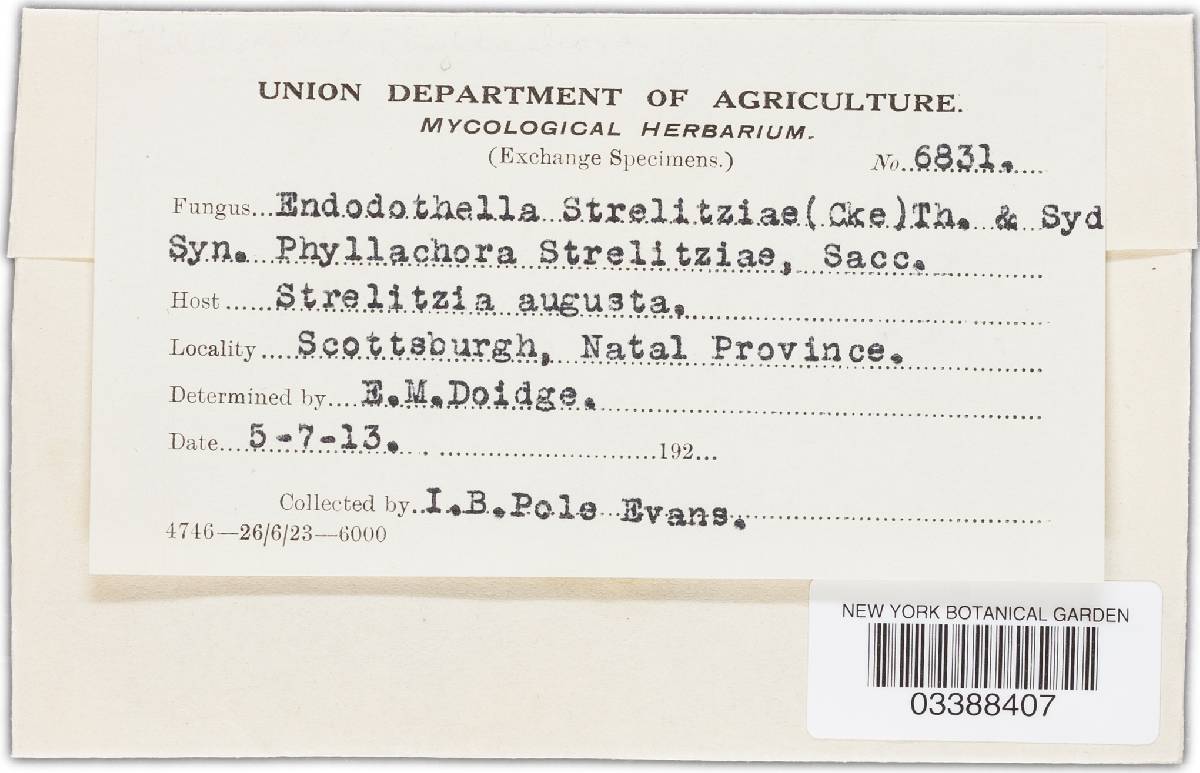 UNION DEPARTMENT OF AGRICULTURE.
MYCOLOGICAL HERBARIUM.
(Exchange Specimens.) No. 6831.
Fungus Endodothella Strelitziae(Cke)Th. & Syd
Syn. Phyllachora Strelitziae, Sacc.
Host Strelitzia augusta.
Locality Scottsburgh, Natal Province.
Determined by E.M.Doidge.
Date 5-7-13. 192...
Collected by I.B.Pole Evans.
4746—26/6/23—6000
NEW YORK BOTANICAL GARDEN
03388407